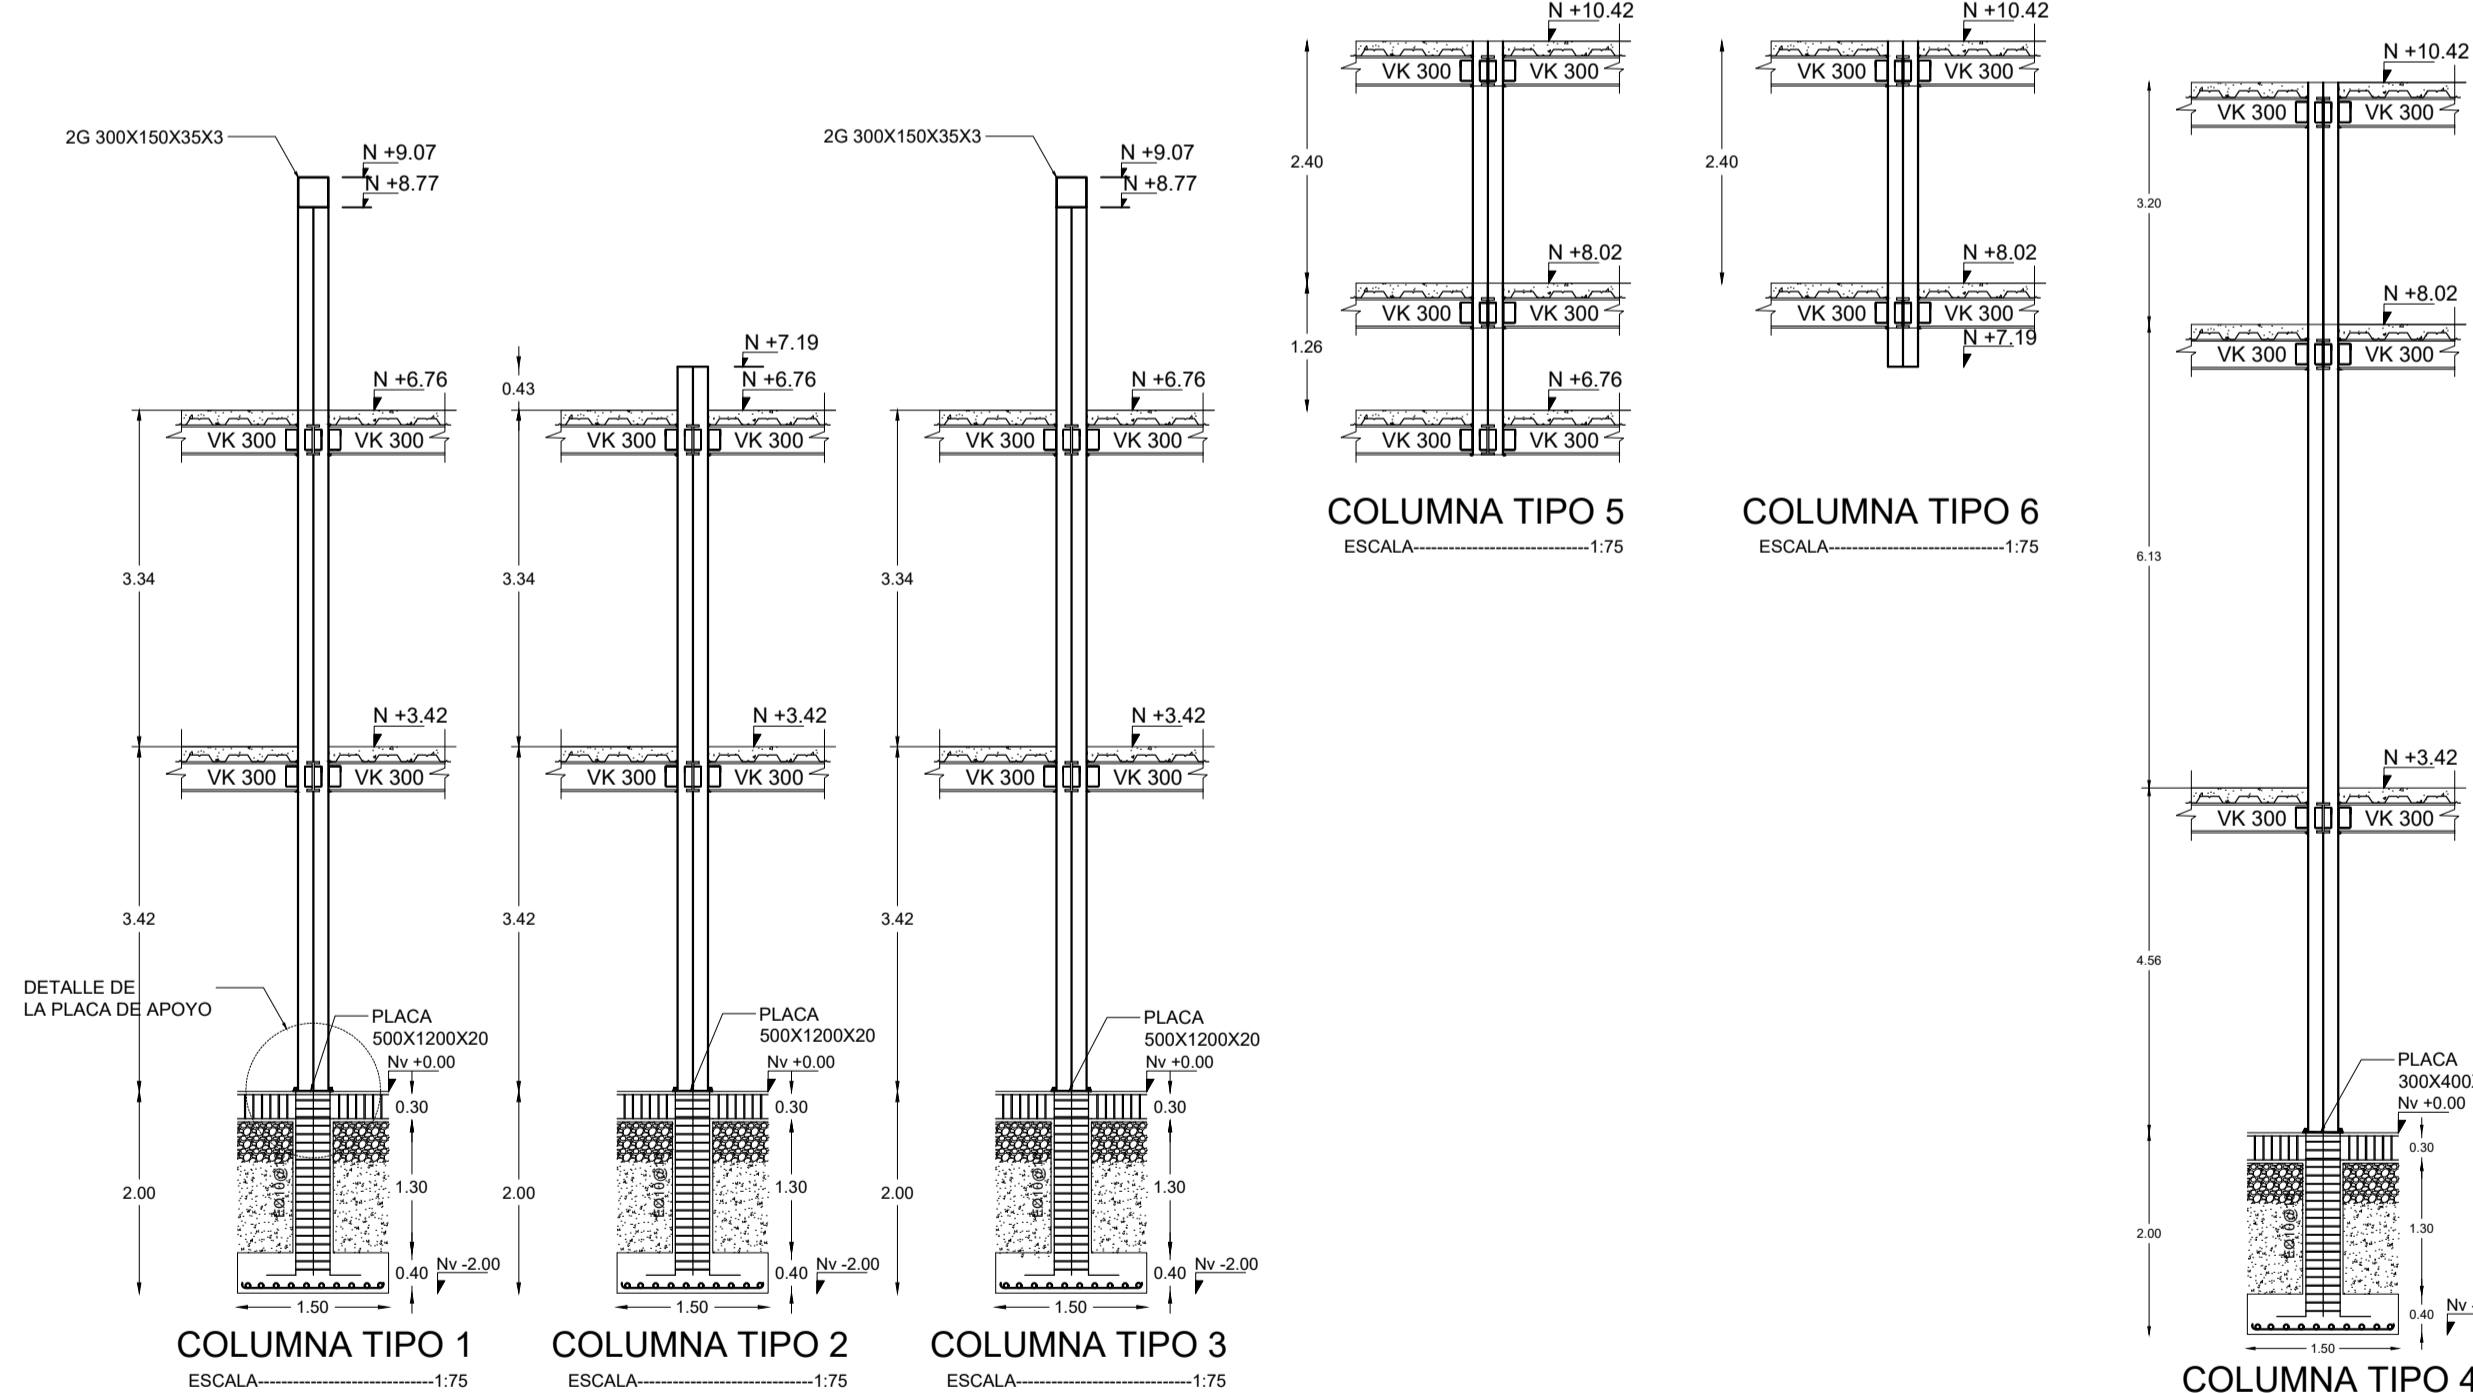 2G 300X150X35X3
N +9.07
N +8.77
N +6.76
VK 300
VK 300
3.34
N +3.42
VK 300
VK 300
3.42
DETALLE DE
LA PLACA DE APOYO
PLACA
500X1200X20
Nv +0.00
0.30
1.30
2.00
0.40
Nv -2.00
1.50
COLUMNA TIPO 1
ESCALA------------------------------1:75
N +7.19
0.43
N +6.76
VK 300
VK 300
3.34
N +3.42
VK 300
VK 300
3.42
PLACA
500X1200X20
Nv +0.00
0.30
1.30
2.00
0.40
Nv -2.00
1.50
COLUMNA TIPO 2
ESCALA------------------------------1:75
2G 300X150X35X3
N +9.07
N +8.77
N +6.76
VK 300
VK 300
3.34
N +3.42
VK 300
VK 300
3.42
PLACA
500X1200X20
Nv +0.00
0.30
1.30
2.00
0.40
Nv -2.00
1.50
COLUMNA TIPO 3
ESCALA------------------------------1:75
N +10.42
VK 300
VK 300
2.40
N +8.02
VK 300
VK 300
1.26
N +6.76
VK 300
VK 300
COLUMNA TIPO 5
ESCALA------------------------------1:75
N +10.42
VK 300
VK 300
2.40
N +8.02
VK 300
VK 300
N +7.19
COLUMNA TIPO 6
ESCALA------------------------------1:75
N +10.42
VK 300
VK 300
3.20
N +8.02
VK 300
VK 300
6.13
N +3.42
VK 300
VK 300
4.56
PLACA
300X400
Nv +0.00
0.30
1.30
2.00
0.40
Nv
1.50
COLUMNA TIPO 4